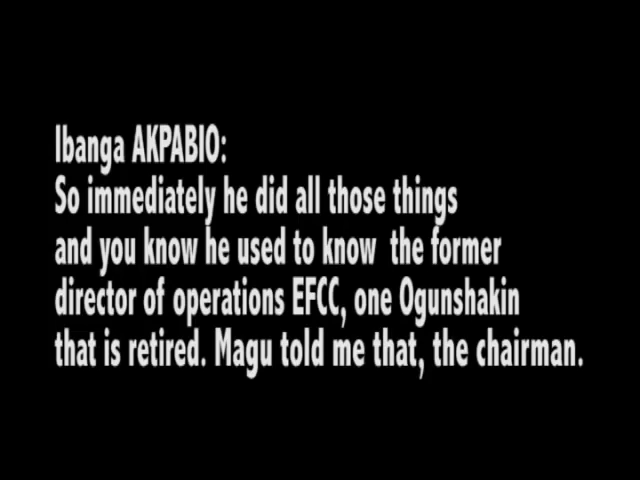 Ibanga AKPABIO:
So immediately he did all those things
and you know he used to know the former
director of operations EFCC, one Ogunshakin
that is retired. Magu told me that, the chairman.